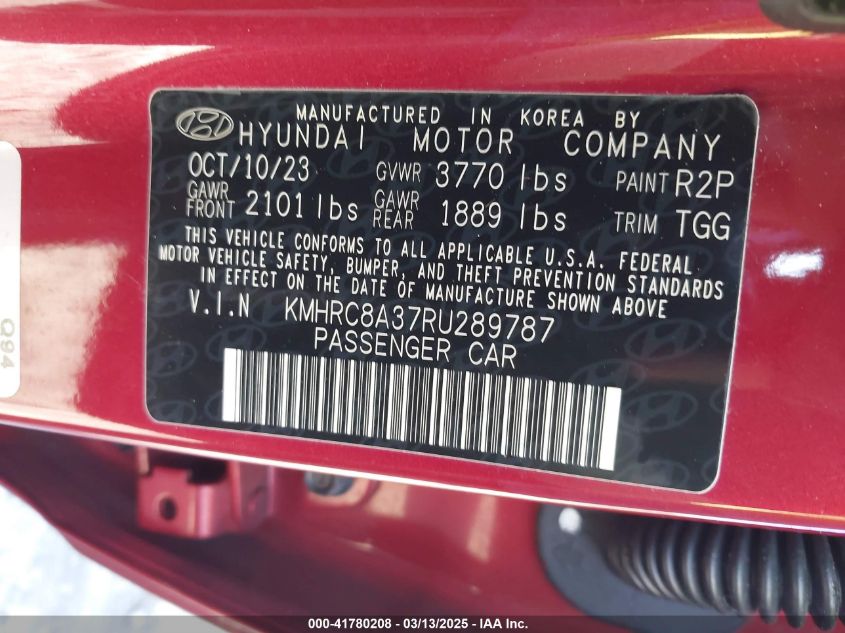 MANUFACTURED IN KOREA BY
HYUNDAI MOTOR COMPANY
OCT/10/23 GVWR 3770 lbs PAINT R2P
GAWR FRONT 2101 lbs GAWR REAR 1889 lbs TRIM TGG
THIS VEHICLE CONFORMS TO ALL APPLICABLE U.S.A. FEDERAL
MOTOR VEHICLE SAFETY, BUMPER, AND THEFT PREVENTION STANDARDS
IN EFFECT ON THE DATE OF MANUFACTURE SHOWN ABOVE
V.I.N KMHRC8A37RU289787
PASSENGER CAR
Q94
000-41780208 - 03/13/2025 - IAA Inc.